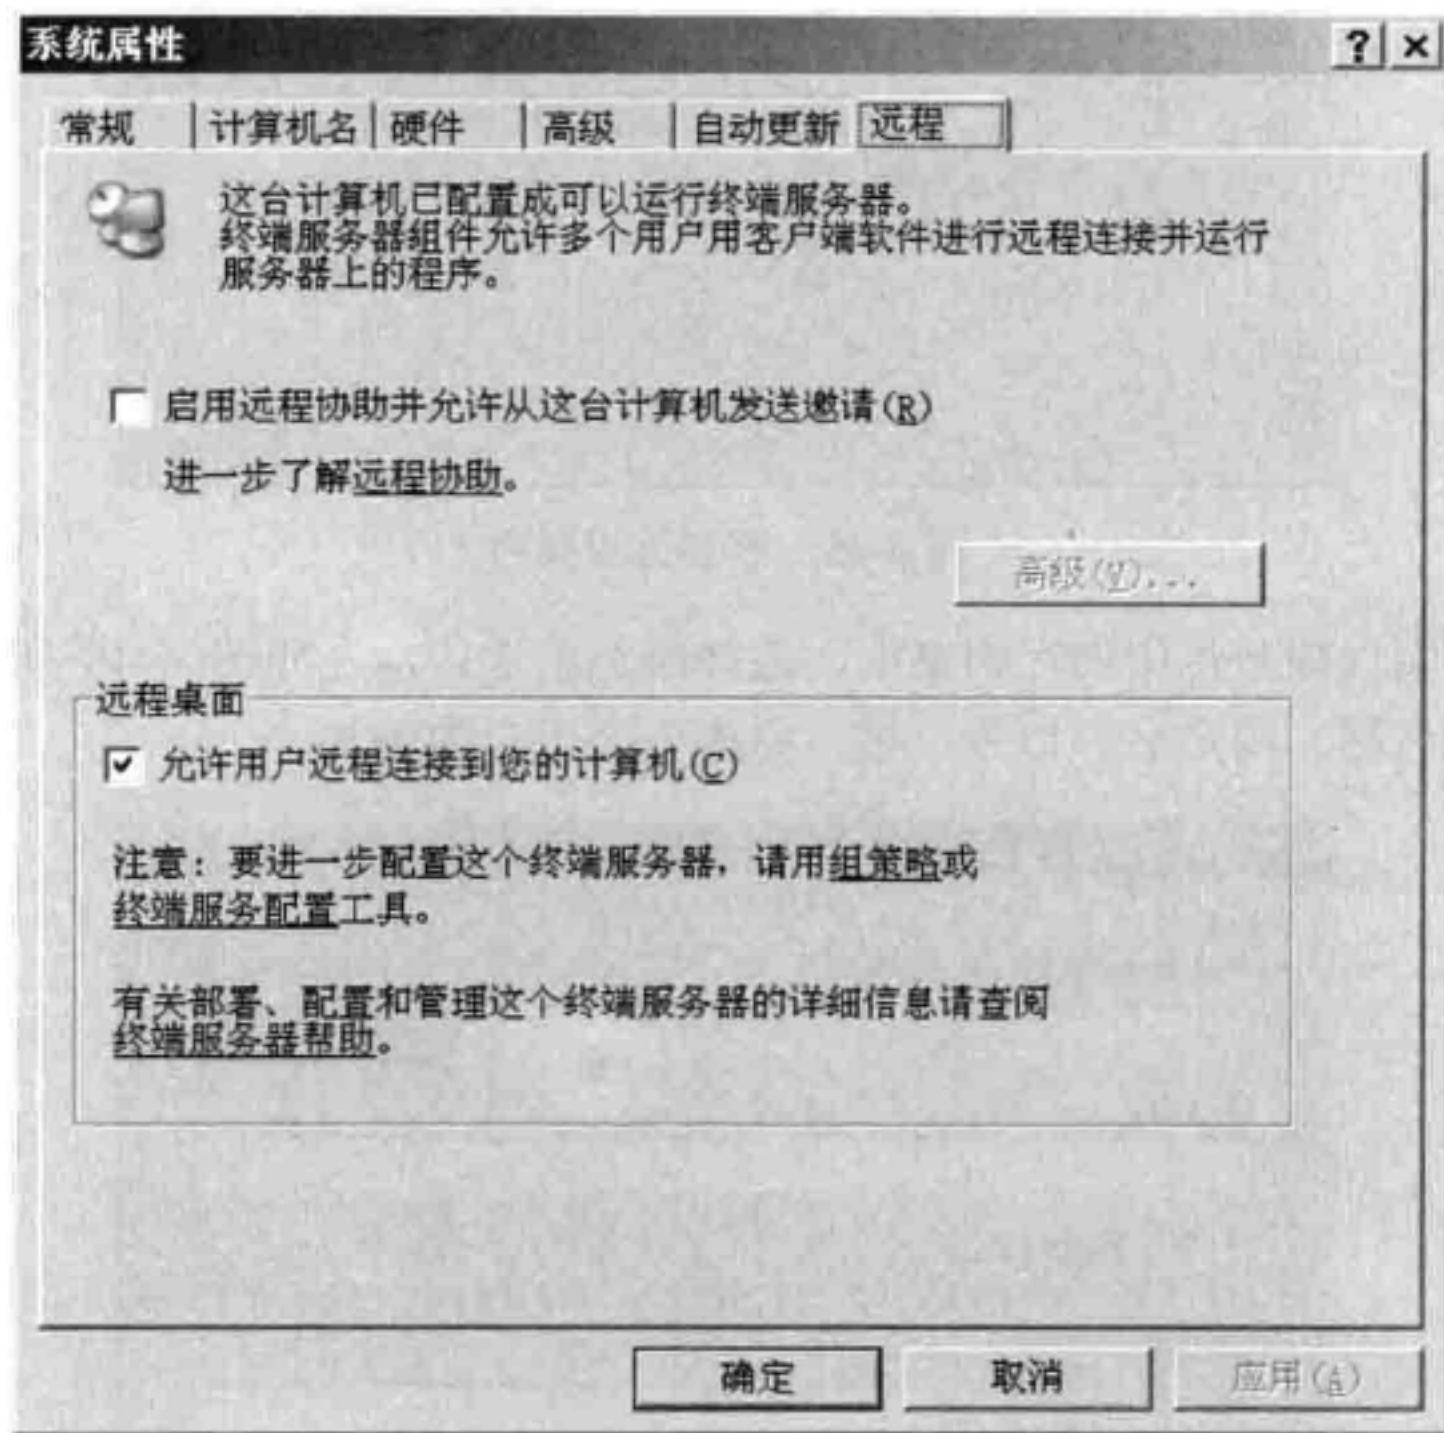 系统属性
常规 计算机名 硬件 高级 自动更新 远程
这台计算机已配置成可以运行终端服务器。
终端服务器组件允许多个用户用客户端软件进行远程连接并运行
服务器上的程序。
启用远程协助并允许从这台计算机发送邀请(R)
进一步了解远程协助。
高级(V)...
远程桌面
允许用户远程连接到您的计算机(C)
注意: 要进一步配置这个终端服务器, 请用组策略或
终端服务配置工具。
有关部署、配置和管理这个终端服务器的详细信息请查阅
终端服务器帮助。
确定 取消 应用(A)